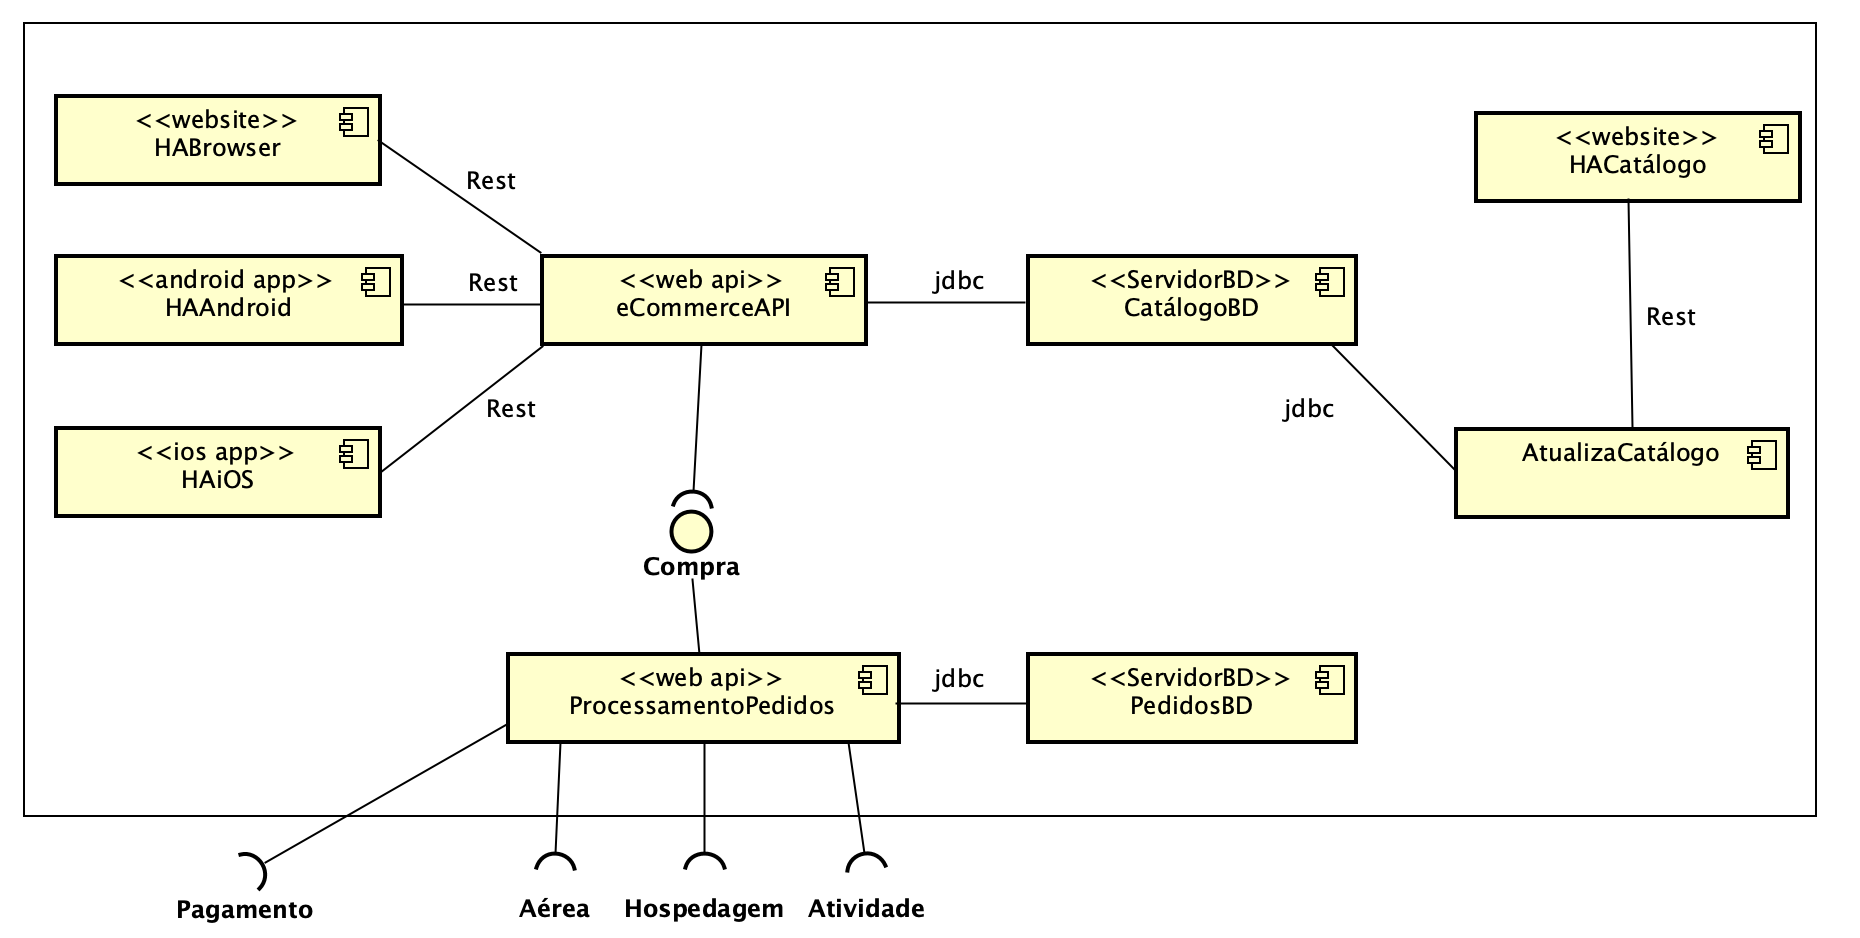 <<website>>
HABrowser
Rest
<<website>>
HACatálogo
<<android app>>
HAAndroid
Rest
<<web api>>
eCommerceAPI
jdbc
<<ServidorBD>>
CatálogoBD
Rest
<<ios app>>
HAiOS
Rest
jdbc
AtualizaCatálogo
Compra
<<web api>>
ProcessamentoPedidos
jdbc
<<ServidorBD>>
PedidosBD
Pagamento
Aérea
Hospedagem
Atividade